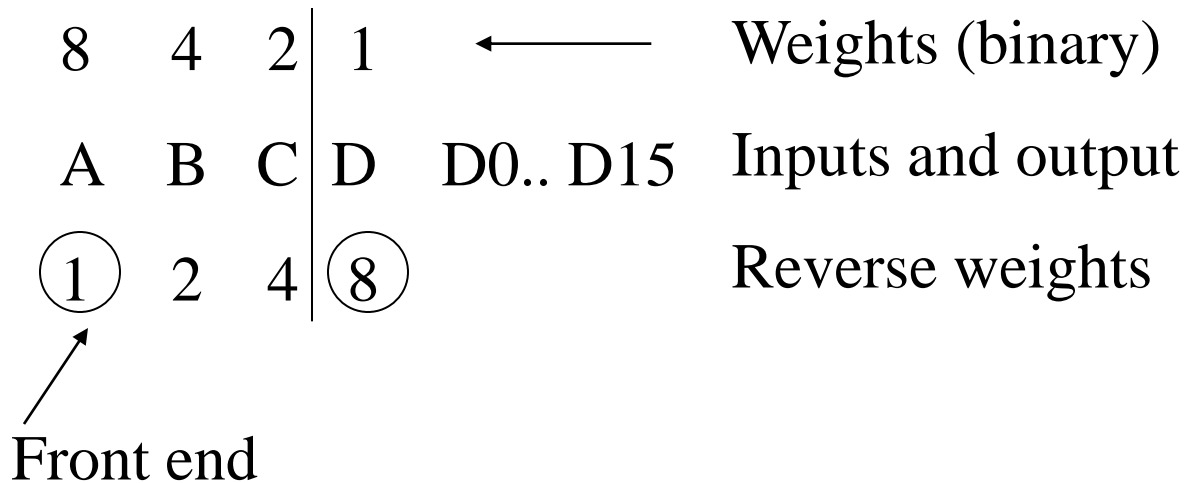 8 4 2 1 Weights (binary)
A B C D D0.. D15 Inputs and output
1 2 4 8 Reverse weights
Front end